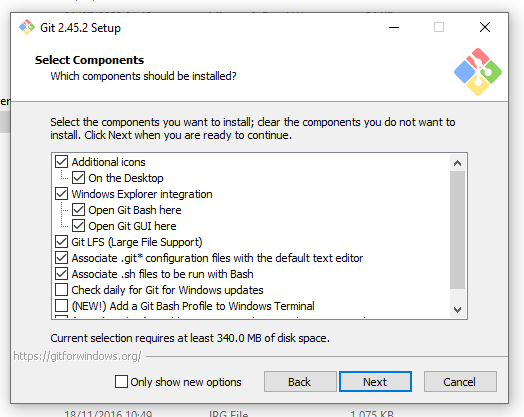 Git 2.45.2 Setup
Select Components
Which components should be installed?
Select the components you want to install; clear the components you do not want to
install. Click Next when you are ready to continue.
Additional icons
On the Desktop
Windows Explorer integration
Open Git Bash here
Open Git GUI here
Git LFS (Large File Support)
Associate .git* configuration files with the default text editor
Associate .sh files to be run with Bash
Check daily for Git for Windows updates
(NEW!) Add a Git Bash Profile to Windows Terminal
Current selection requires at least 340.0 MB of disk space.
https://gitforwindows.org/
Only show new options
Back
Next
Cancel
18/11/2016 10:49
JPG File
1.075 KB